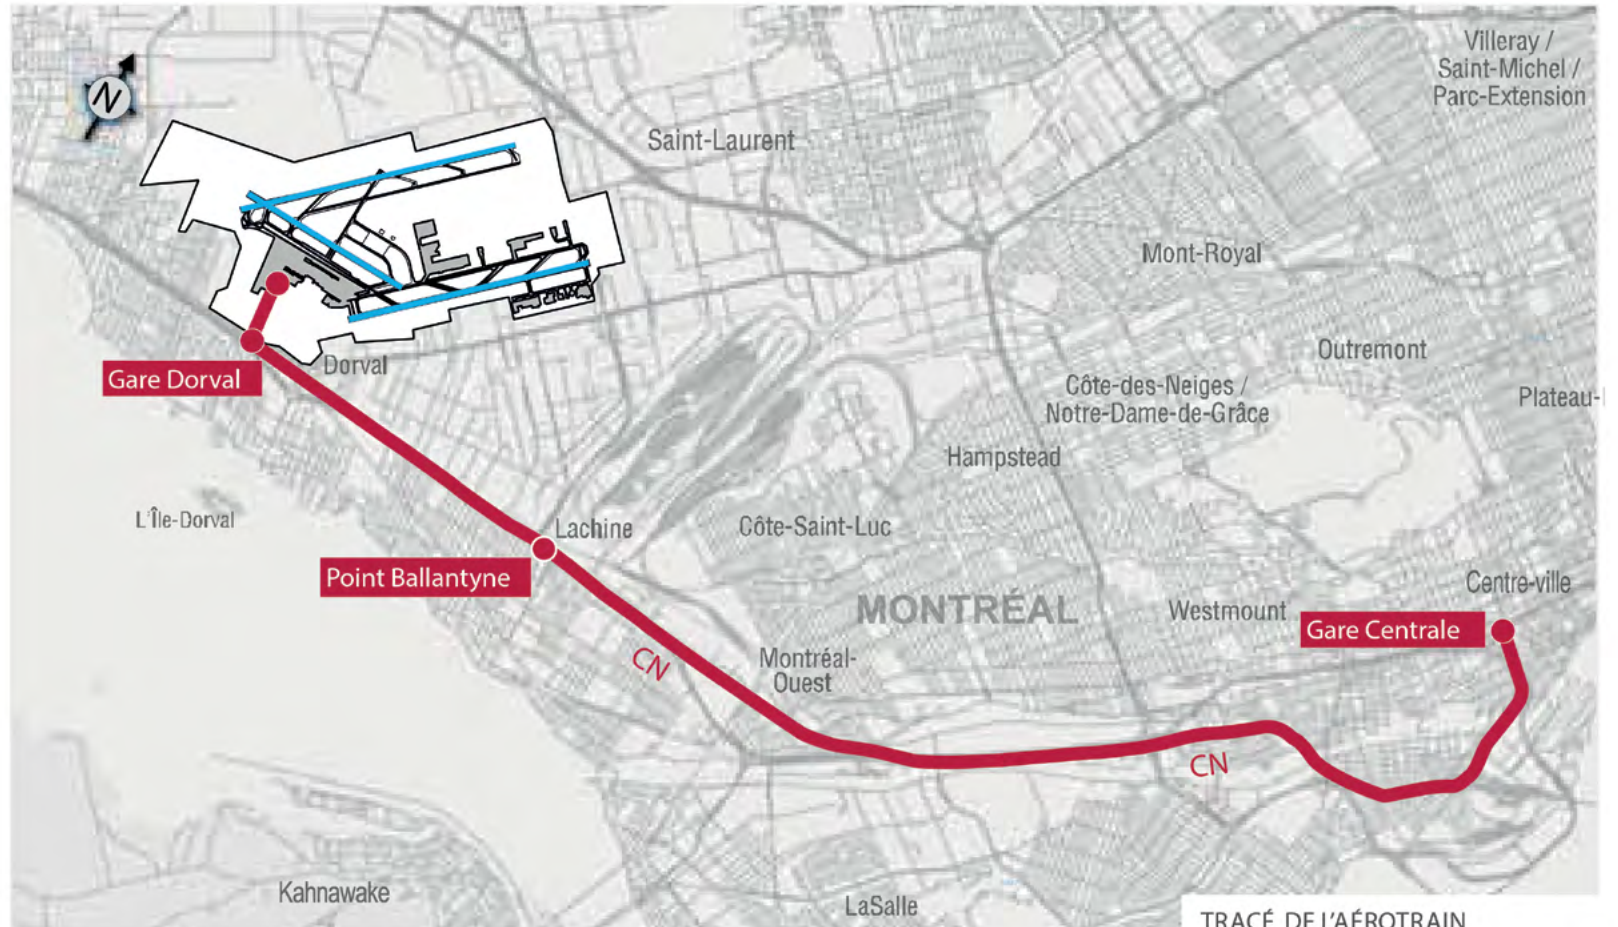 Villeray /
Saint-Michel /
Parc-Extension
N
Saint-Laurent
Mont-Royal
Outremont
Dorval
Gare Dorval
Côte-des-Neiges /
Notre-Dame-de-Grâce
Plateau-
Hampstead
L'Île-Dorval
Lachine
Côte-Saint-Luc
Point Ballantyne
Centre-ville
MONTRÉAL
Westmount
Gare Centrale
CN
Montréal-
Ouest
CN
Kahnawake
LaSalle
TRACÉ DE L'AÉROTRAIN